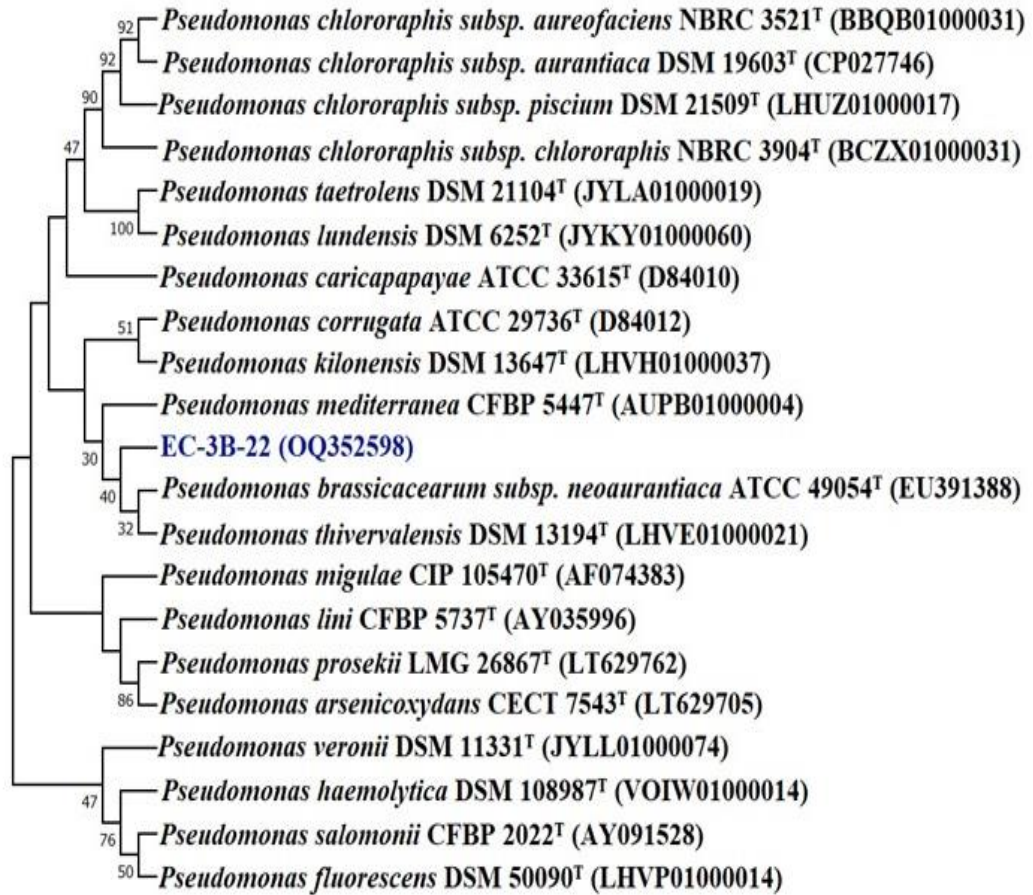 92
Pseudomonas chlororaphis subsp. aureofaciens NBRC 3521ᵀ (BBQB01000031)
92
Pseudomonas chlororaphis subsp. aurantiaca DSM 19603ᵀ (CP027746)
90
Pseudomonas chlororaphis subsp. piscium DSM 21509ᵀ (LHUZ01000017)
47
Pseudomonas chlororaphis subsp. chlororaphis NBRC 3904ᵀ (BCZX01000031)
Pseudomonas taetrolens DSM 21104ᵀ (JYLA01000019)
100
Pseudomonas lundensis DSM 6252ᵀ (JYKY01000060)
Pseudomonas caricapapayae ATCC 33615ᵀ (D84010)
51
Pseudomonas corrugata ATCC 29736ᵀ (D84012)
Pseudomonas kilonensis DSM 13647ᵀ (LHVH01000037)
Pseudomonas mediterranea CFBP 5447ᵀ (AUPB01000004)
30
EC-3B-22 (OQ352598)
40
Pseudomonas brassicacearum subsp. neoaurantiaca ATCC 49054ᵀ (EU391388)
32
Pseudomonas thivervalensis DSM 13194ᵀ (LHVE01000021)
Pseudomonas migulae CIP 105470ᵀ (AF074383)
Pseudomonas lini CFBP 5737ᵀ (AY035996)
Pseudomonas prosekii LMG 26867ᵀ (LT629762)
86
Pseudomonas arsenicoxydans CECT 7543ᵀ (LT629705)
Pseudomonas veronii DSM 11331ᵀ (JYLL01000074)
47
Pseudomonas haemolytica DSM 108987ᵀ (VOIW01000014)
76
Pseudomonas salomonii CFBP 2022ᵀ (AY091528)
50
Pseudomonas fluorescens DSM 50090ᵀ (LHVP01000014)